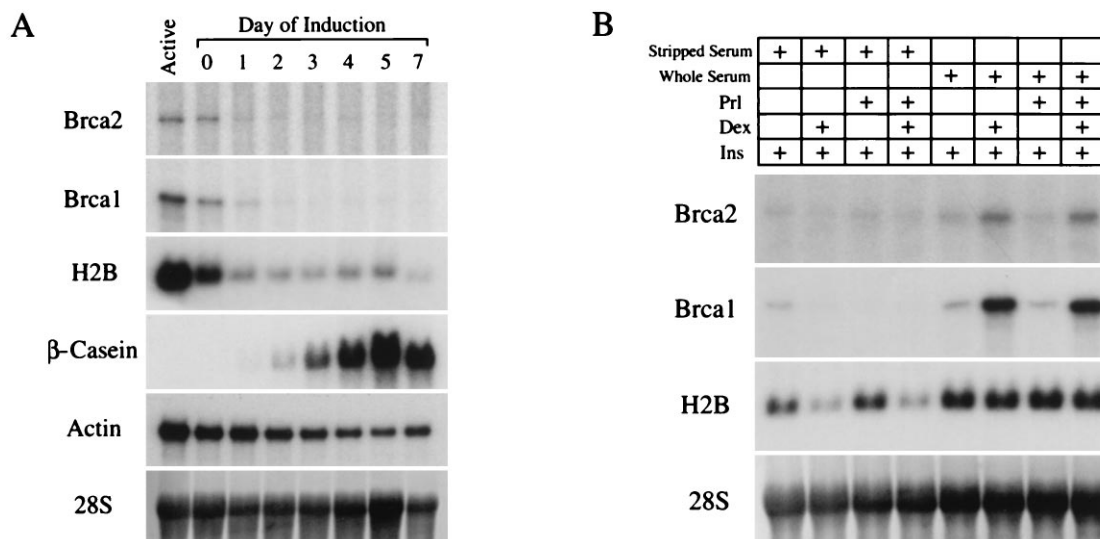 A
Day of Induction
Active 0 1 2 3 4 5 7
Brca2
Brca1
H2B
β-Casein
Actin
28S
B
Stripped Serum + + + +
Whole Serum + + + +
Prl + + + +
Dex + + + +
Ins + + + + + + + +
Brca2
Brca1
H2B
28S